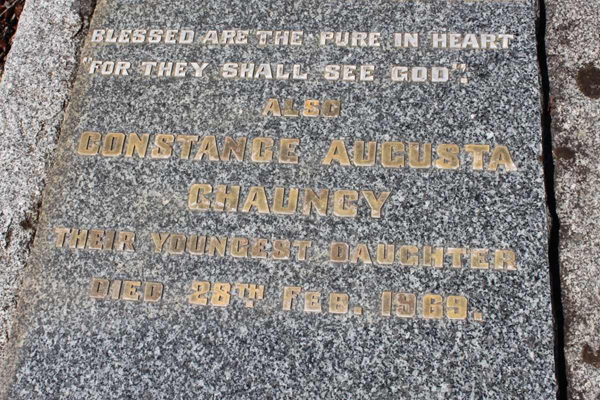 BLESSED ARE THE PURE IN HEART
"FOR THEY SHALL SEE GOD".
ALSO
CONSTANCE AUGUSTA
CHAUNCY
THEIR YOUNGEST DAUGHTER
DIED 28TH FEB. 1969.